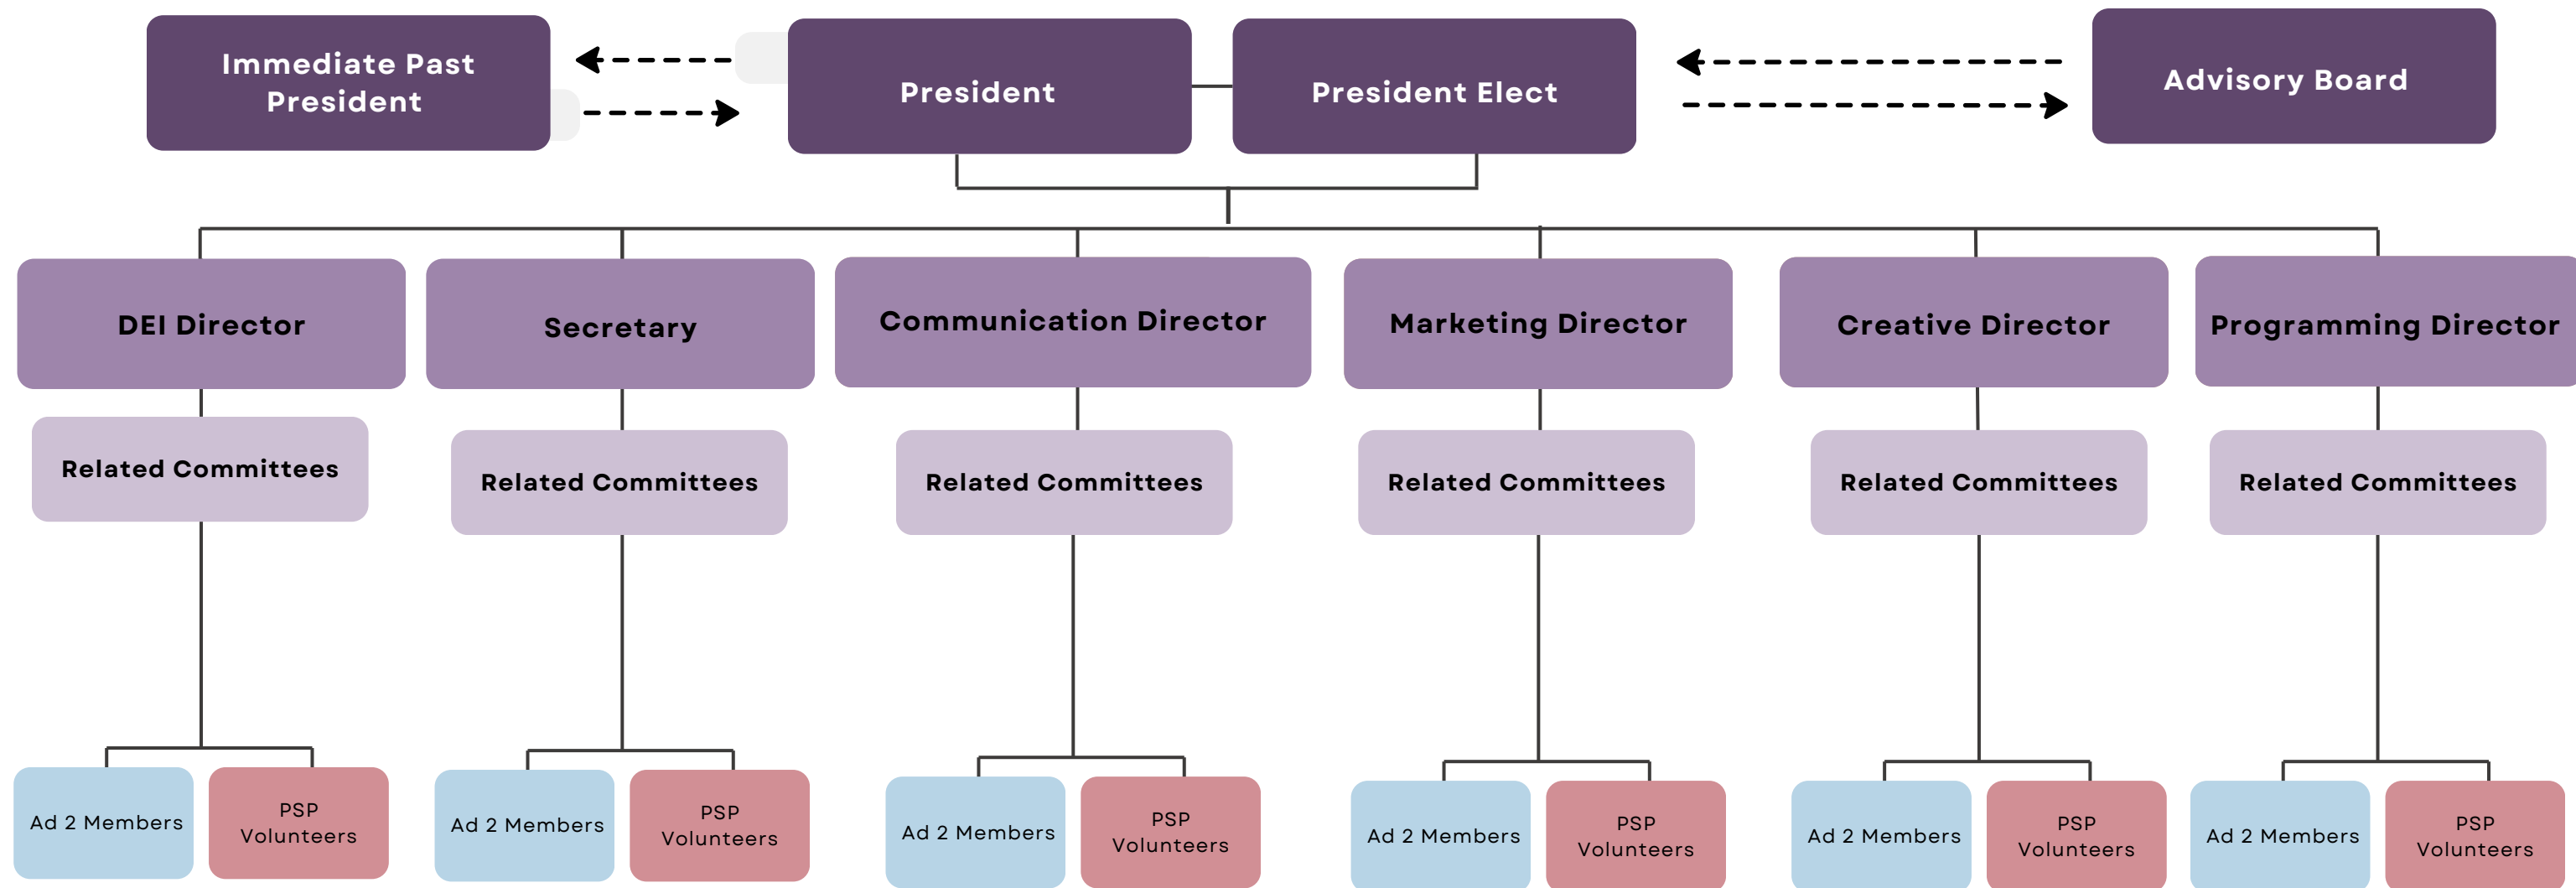 Immediate Past
President
President
President Elect
Advisory Board
DEI Director
Secretary
Communication Director
Marketing Director
Creative Director
Programming Director
Related Committees
Related Committees
Related Committees
Related Committees
Related Committees
Related Committees
Ad 2 Members
PSP
Volunteers
Ad 2 Members
PSP
Volunteers
Ad 2 Members
PSP
Volunteers
Ad 2 Members
PSP
Volunteers
Ad 2 Members
PSP
Volunteers
Ad 2 Members
PSP
Volunteers